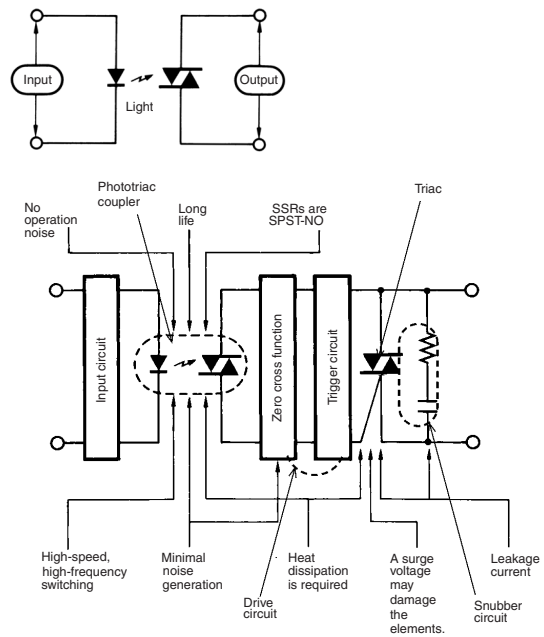 Input
Light
Output
Phototriac
coupler
No
operation
noise
Long
life
SSRs are
SPST-NO
Triac
Input circuit
Zero cross function
Trigger circuit
High-speed,
high-frequency
switching
Minimal
noise
generation
Drive
circuit
Heat
dissipation
is required
A surge
voltage
may
damage
the
elements.
Snubber
circuit
Leakage
current